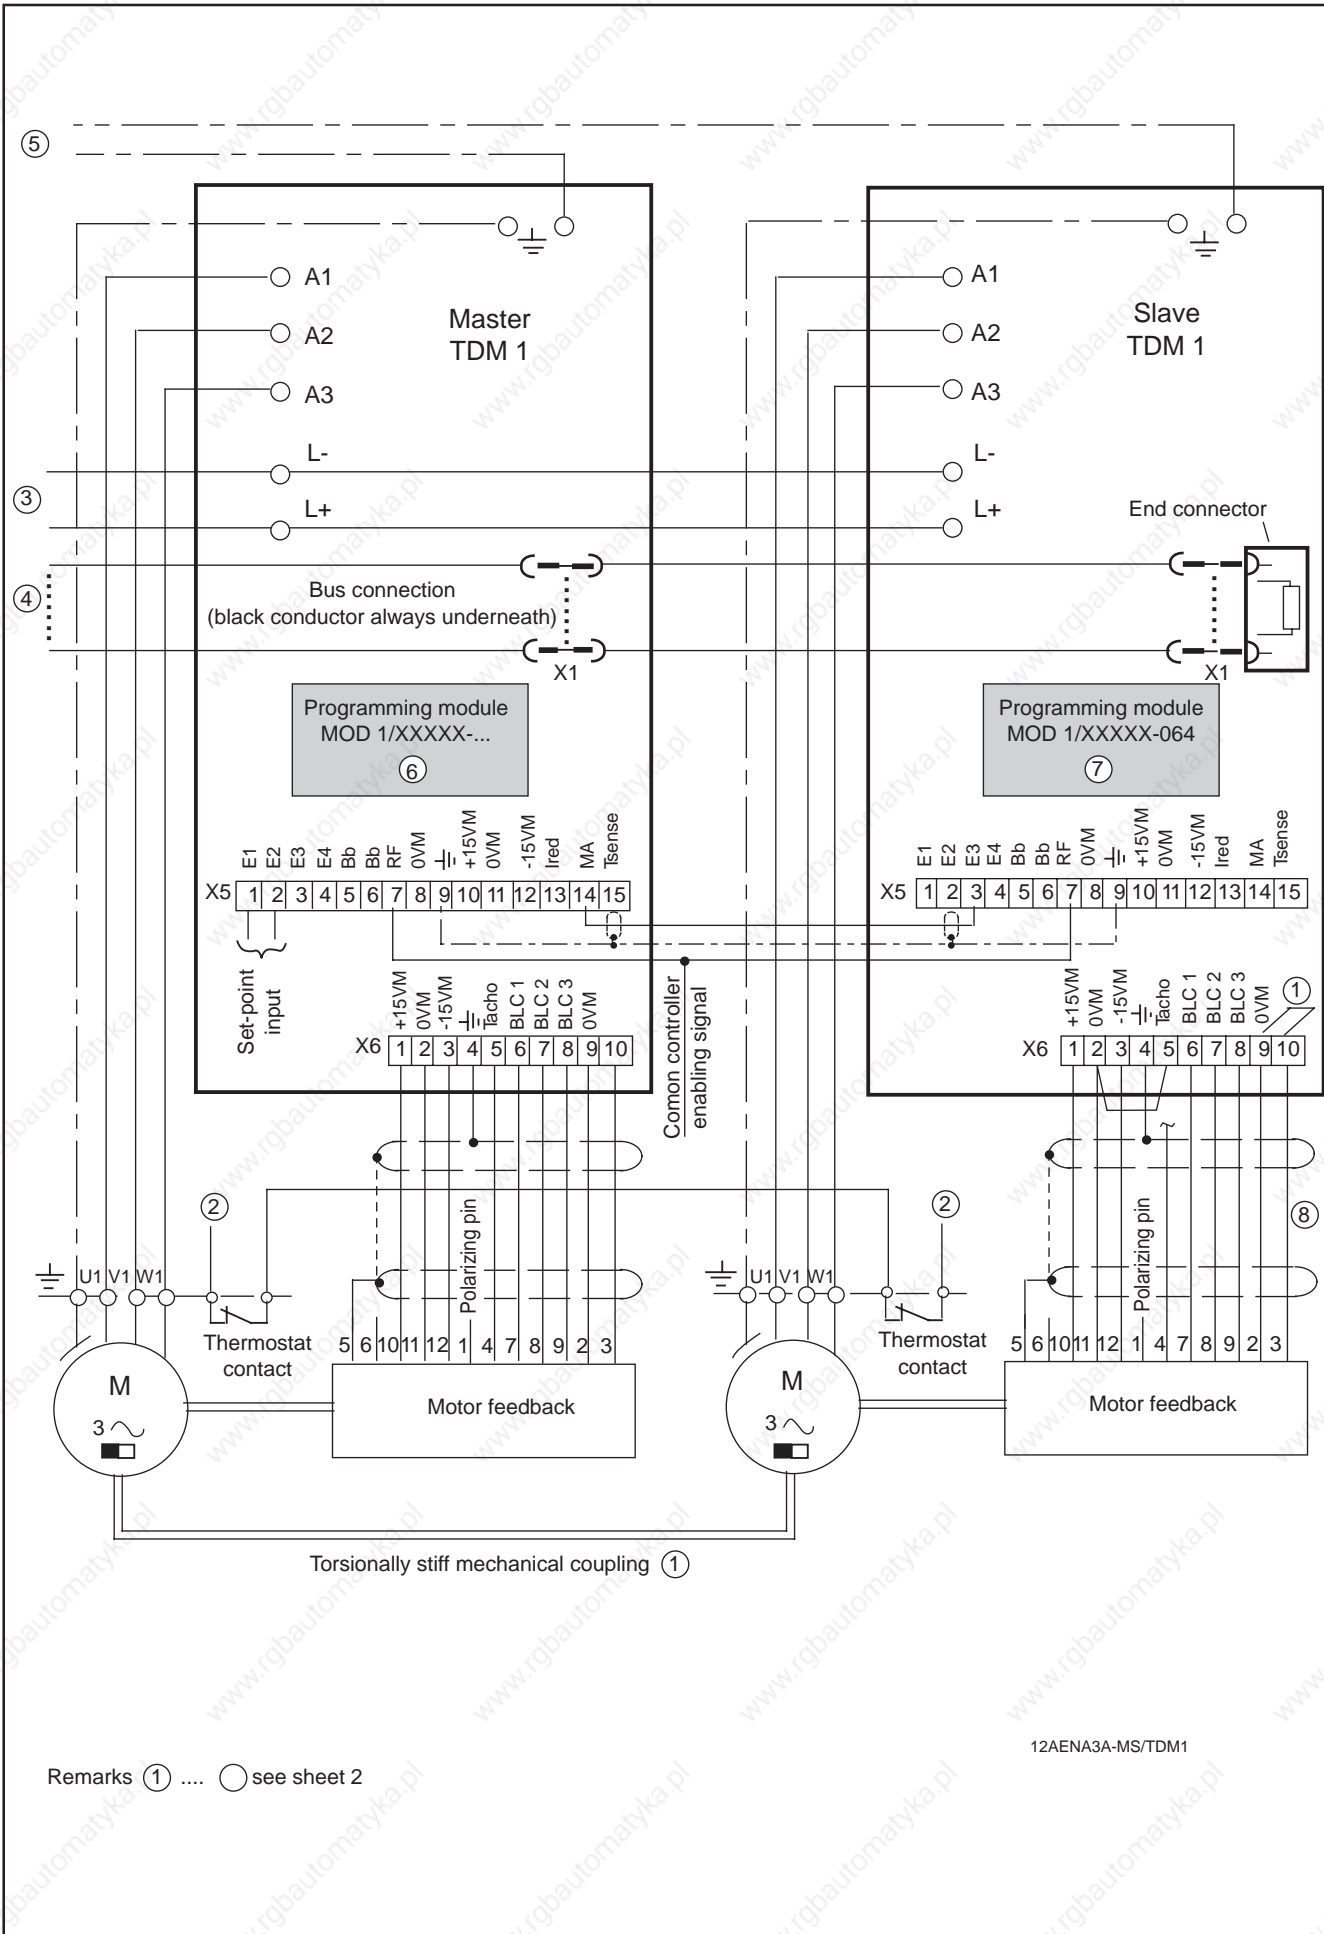 5
A1
A2
A3
Master
TDM 1
A1
A2
A3
Slave
TDM 1
L-
L+
3
L-
L+
End connector
4
Bus connection
(black conductor always underneath)
X1
X1
Programming module
MOD 1/XXXXX-...
6
Programming module
MOD 1/XXXXX-064
7
E1 E2 E3 E4 Bb Bb RF 0VM +15VM 0VM -15VM Ired MA Tsense
X5 1 2 3 4 5 6 7 8 9 10 11 12 13 14 15
E1 E2 E3 E4 Bb Bb RF 0VM +15VM 0VM -15VM Ired MA Tsense
X5 1 2 3 4 5 6 7 8 9 10 11 12 13 14 15
Set-point
input
+15VM 0VM -15VM Tacho BLC 1 BLC 2 BLC 3 0VM
X6 1 2 3 4 5 6 7 8 9 10
Comon controller
enabling signal
+15VM 0VM -15VM Tacho BLC 1 BLC 2 BLC 3 0VM
1
X6 1 2 3 4 5 6 7 8 9 10
2
2
8
Polarizing pin
Polarizing pin
U1 V1 W1
U1 V1 W1
Thermostat
contact
5 6 10 11 12 1 4 7 8 9 2 3
Thermostat
contact
5 6 10 11 12 1 4 7 8 9 2 3
M
3
Motor feedback
M
3
Motor feedback
Torsionally stiff mechanical coupling 1
12AENA3A-MS/TDM1
Remarks 1 .... see sheet 2
www.rgbautomatyka.pl